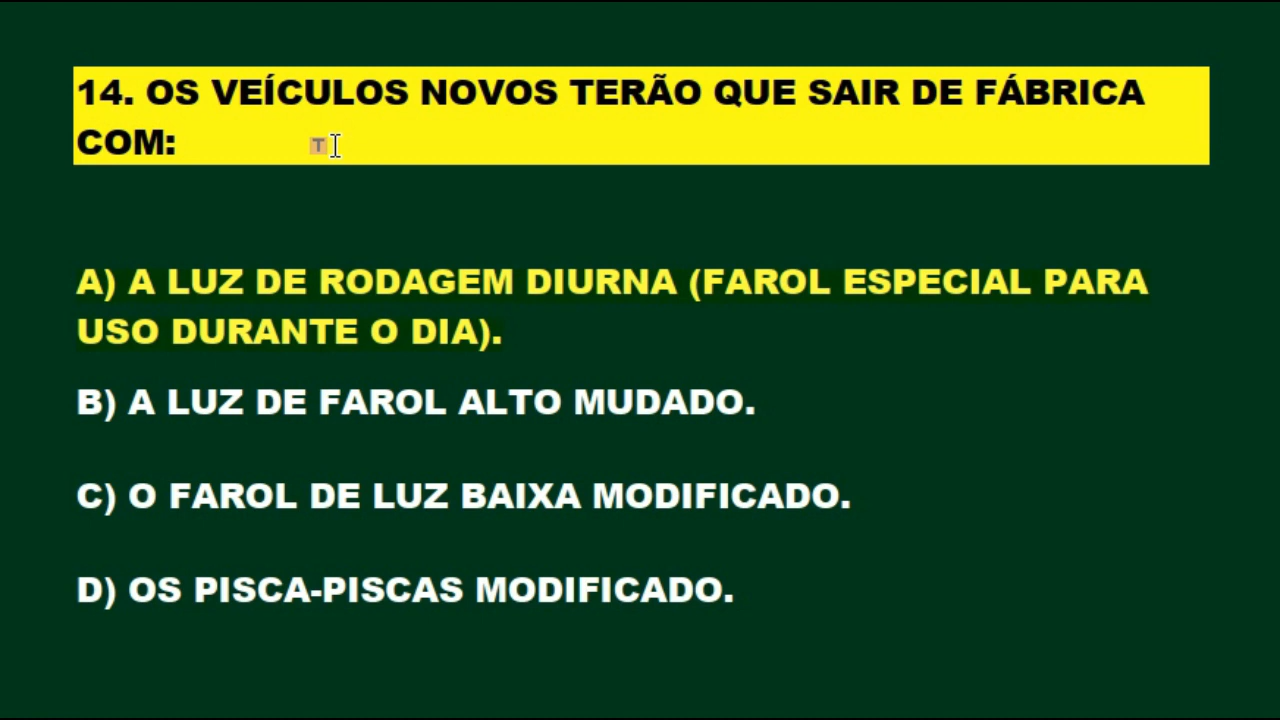 14. OS VEÍCULOS NOVOS TERÃO QUE SAIR DE FÁBRICA
COM:
T
A) A LUZ DE RODAGEM DIURNA (FAROL ESPECIAL PARA
USO DURANTE O DIA).
B) A LUZ DE FAROL ALTO MUDADO.
C) O FAROL DE LUZ BAIXA MODIFICADO.
D) OS PISCA-PISCAS MODIFICADO.